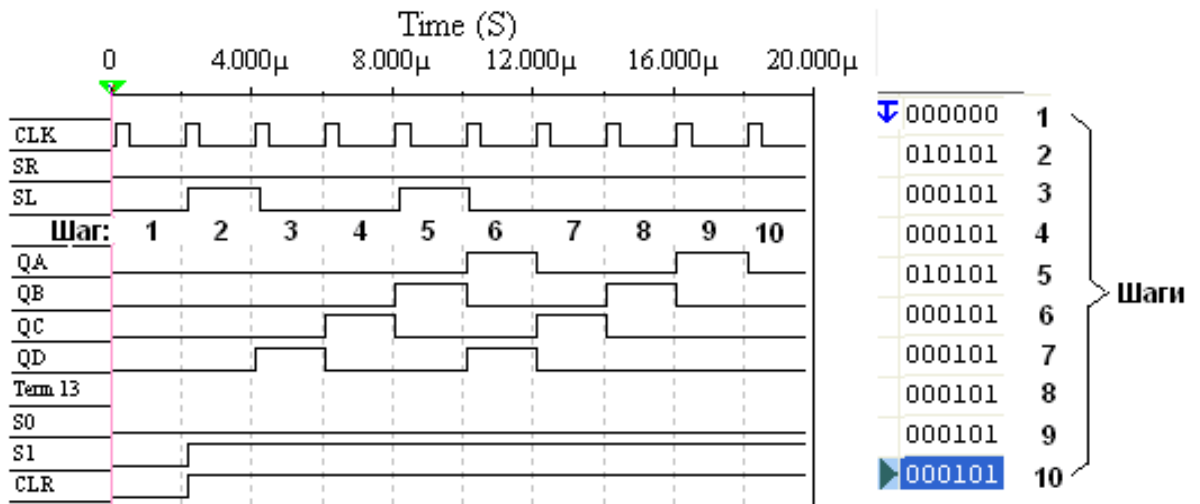 Time (S)
0 4.000µ 8.000µ 12.000µ 16.000µ 20.000µ
CLK
SR
SL
Шаг: 1 2 3 4 5 6 7 8 9 10
QA
QB
QC
QD
Term 13
S0
S1
CLR
000000 1
010101 2
000101 3
000101 4
010101 5
000101 6
000101 7
000101 8
000101 9
000101 10
Шаги